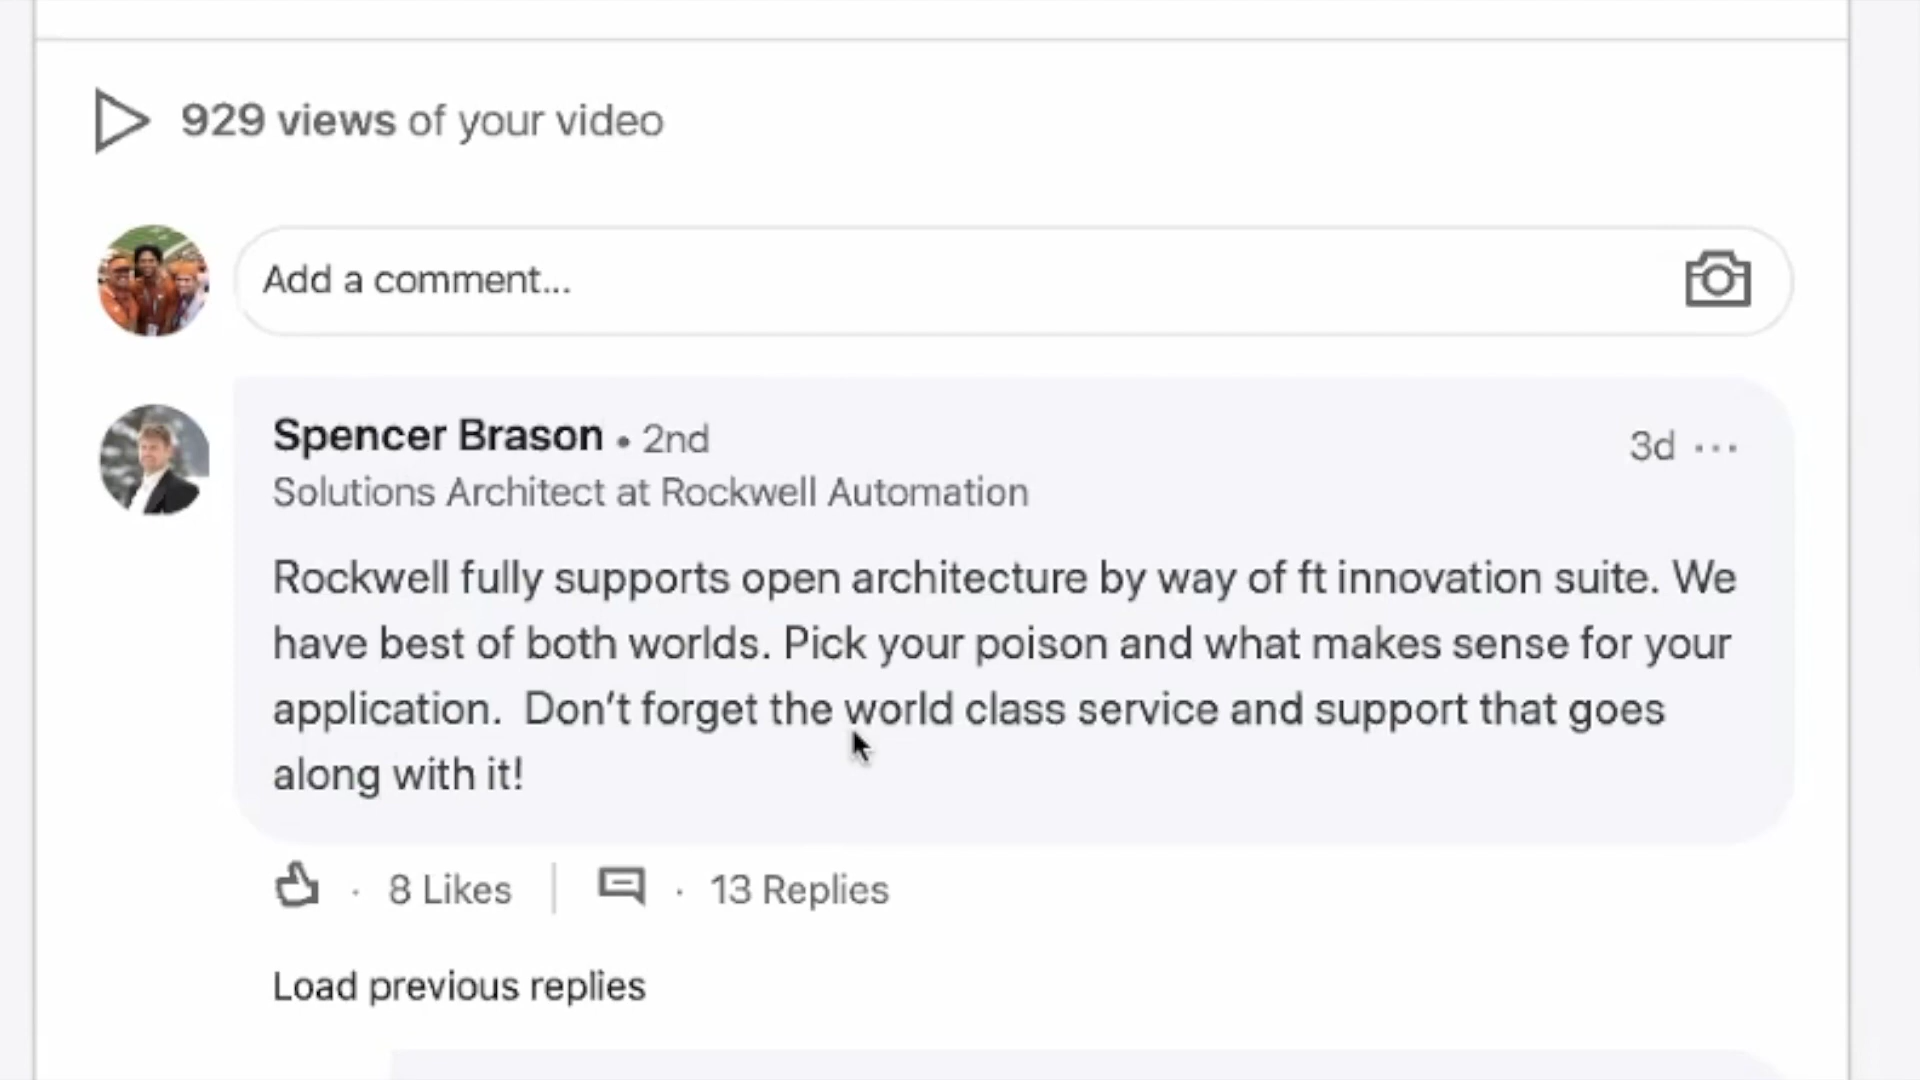 929 views of your video
Add a comment...
Spencer Brason • 2nd
3d ...
Solutions Architect at Rockwell Automation
Rockwell fully supports open architecture by way of ft innovation suite. We
have best of both worlds. Pick your poison and what makes sense for your
application.  Don't forget the world class service and support that goes
along with it!
· 8 Likes | · 13 Replies
Load previous replies